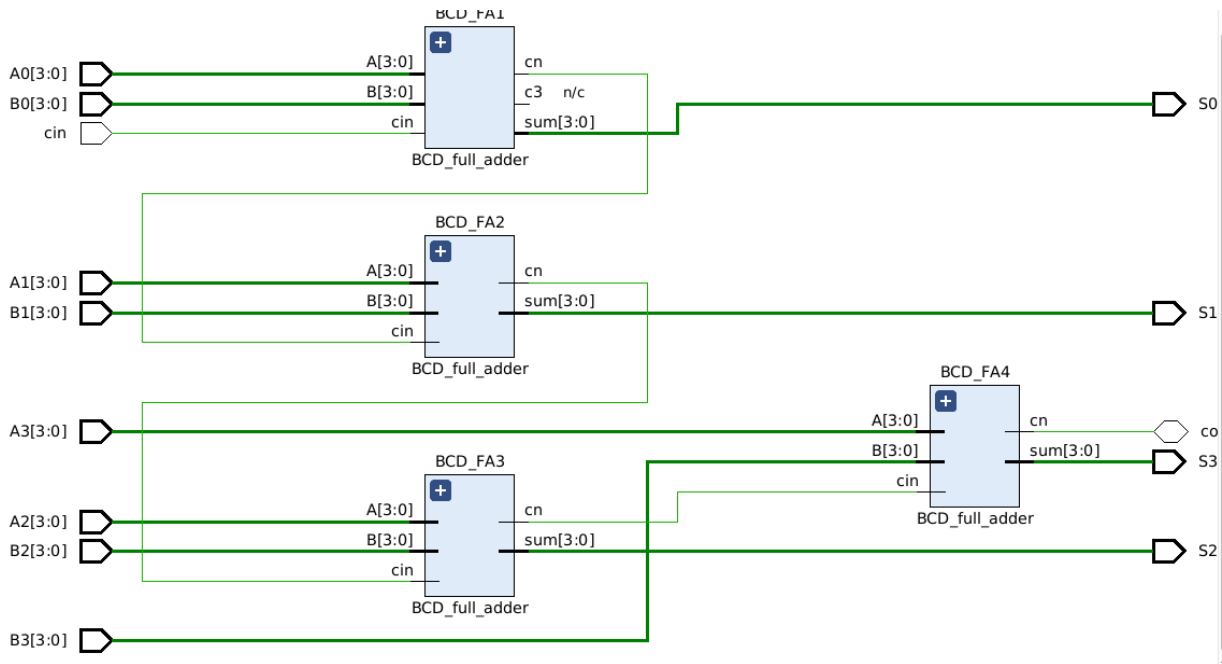 BCD_FA1
A0[3:0] A[3:0] cn
B0[3:0] B[3:0] c3 n/c S0
cin cin sum[3:0]
BCD_full_adder
BCD_FA2
A1[3:0] A[3:0] cn
B1[3:0] B[3:0] sum[3:0] S1
cin
BCD_full_adder
BCD_FA4
A3[3:0] A[3:0] cn co
B[3:0] sum[3:0] S3
BCD_FA3
cin
A2[3:0] A[3:0] cn BCD_full_adder
B2[3:0] B[3:0] sum[3:0] S2
cin
BCD_full_adder
B3[3:0]